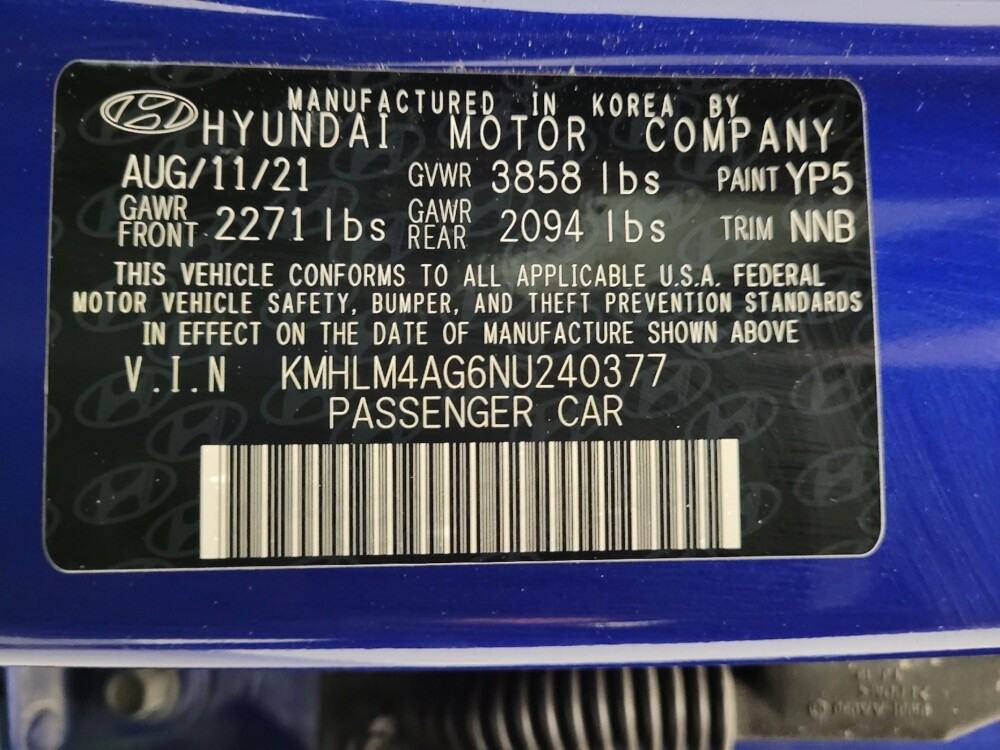 MANUFACTURED IN KOREA BY
HYUNDAI MOTOR COMPANY
AUG/11/21 GVWR 3858 lbs PAINT YP5
GAWR FRONT 2271 lbs GAWR REAR 2094 lbs TRIM NNB
THIS VEHICLE CONFORMS TO ALL APPLICABLE U.S.A. FEDERAL
MOTOR VEHICLE SAFETY, BUMPER, AND THEFT PREVENTION STANDARDS
IN EFFECT ON THE DATE OF MANUFACTURE SHOWN ABOVE
V.I.N KMHLM4AG6NU240377
PASSENGER CAR